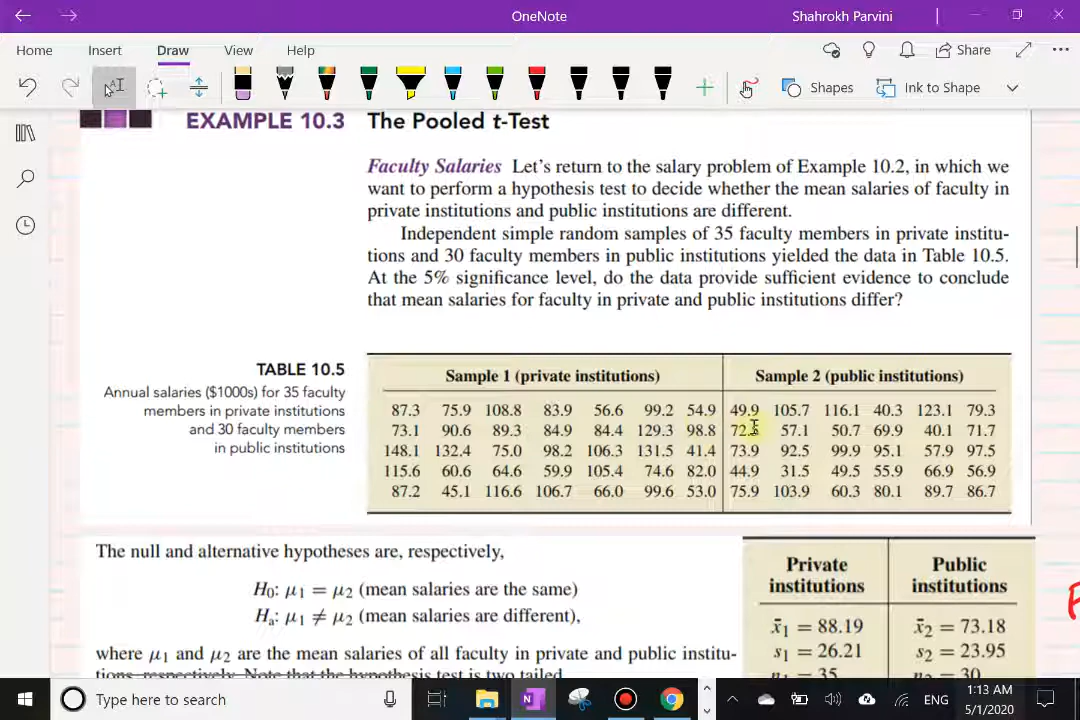 OneNote
Shahrokh Parvini
Home Insert Draw View Help
Share
Shapes
Ink to Shape
EXAMPLE 10.3 The Pooled t-Test
Faculty Salaries Let's return to the salary problem of Example 10.2, in which we
want to perform a hypothesis test to decide whether the mean salaries of faculty in
private institutions and public institutions are different.
Independent simple random samples of 35 faculty members in private institu-
tions and 30 faculty members in public institutions yielded the data in Table 10.5.
At the 5% significance level, do the data provide sufficient evidence to conclude
that mean salaries for faculty in private and public institutions differ?
TABLE 10.5
Annual salaries ($1000s) for 35 faculty
members in private institutions
and 30 faculty members
in public institutions
Sample 1 (private institutions) Sample 2 (public institutions)
87.3 75.9 108.8 83.9 56.6 99.2 54.9 49.9 105.7 116.1 40.3 123.1 79.3
73.1 90.6 89.3 84.9 84.4 129.3 98.8 57.1 50.7 69.9 40.1 71.7
148.1 132.4 75.0 98.2 106.3 131.5 41.4 73.9 92.5 99.9 95.1 57.9 97.5
115.6 60.6 64.6 59.9 105.4 74.6 82.0 44.9 31.5 49.5 55.9 66.9 56.9
87.2 45.1 116.6 106.7 66.0 99.6 53.0 75.9 103.9 60.3 80.1 89.7 86.7
The null and alternative hypotheses are, respectively,
H₀: μ₁ = μ₂ (mean salaries are the same)
Hₐ: μ₁ ≠ μ₂ (mean salaries are different),
where μ₁ and μ₂ are the mean salaries of all faculty in private and public institu-
tions, respectively. Note that the hypothesis test is two tailed
Private
institutions
Public
institutions
x̄₁ = 88.19 x̄₂ = 73.18
s₁ = 26.21 s₂ = 23.95
n₁ = 35 n₂ = 30
Type here to search
ENG
1:13 AM
5/1/2020